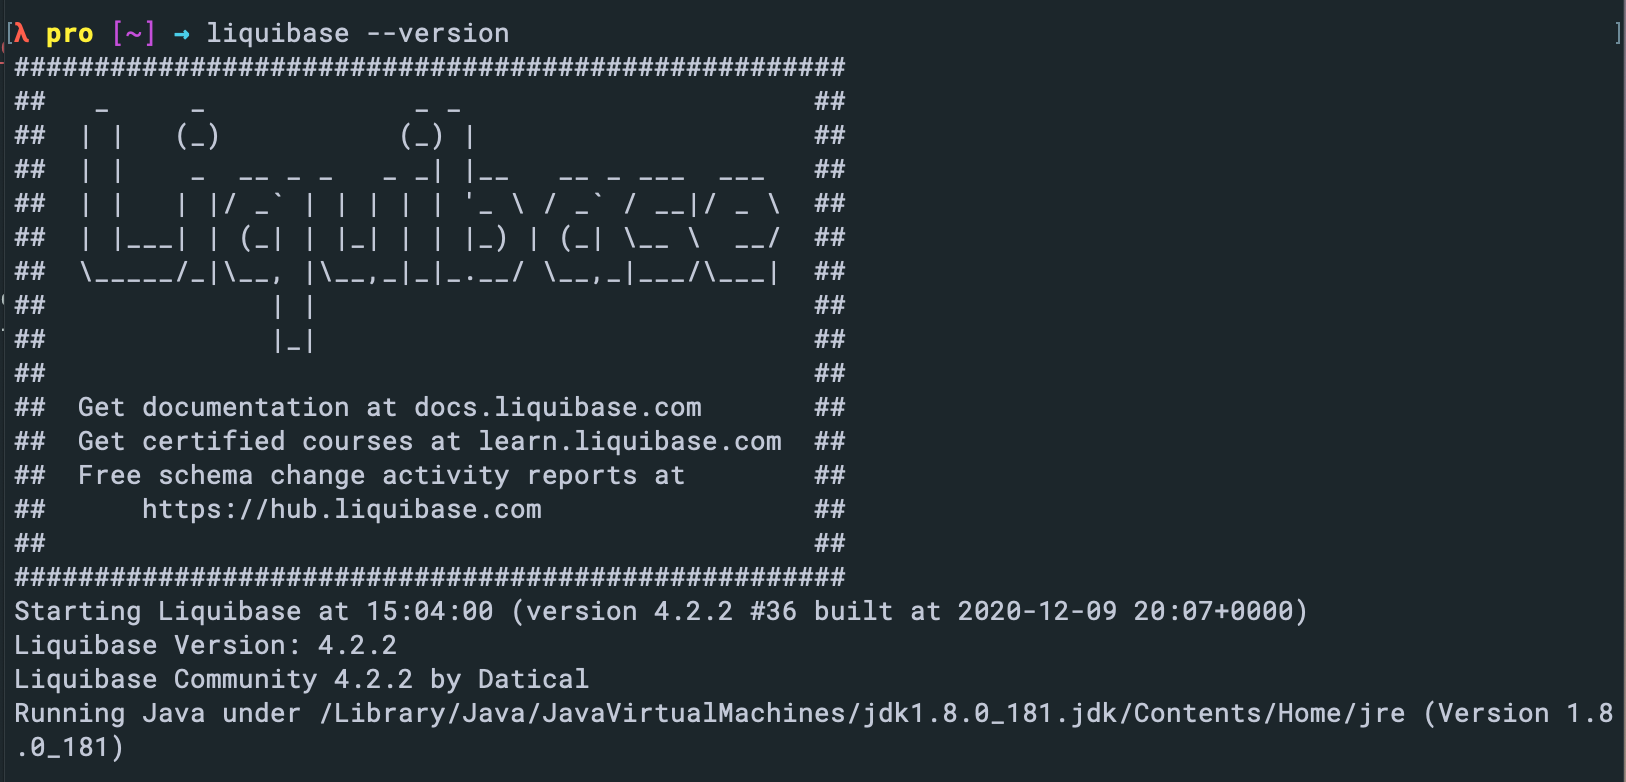 [λ pro [~] → liquibase --version ]
####################################################
##   _     _             _ _                      ##
##  | |   (_)           (_) |                     ##
##  | |    _  __ _ _   _ _| |__   __ _ ___  ___   ##
##  | |   | |/ _` | | | | | '_ \ / _` / __|/ _ \  ##
##  | |___| | (_| | |_| | | |_) | (_| \__ \  __/  ##
##  \_____/_|\__, |\__,_|_|_.__/ \__,_|___/\___|  ##
##              | |                               ##
##              |_|                               ##
##                                                ##
##  Get documentation at docs.liquibase.com       ##
##  Get certified courses at learn.liquibase.com  ##
##  Free schema change activity reports at        ##
##      https://hub.liquibase.com                 ##
##                                                ##
####################################################
Starting Liquibase at 15:04:00 (version 4.2.2 #36 built at 2020-12-09 20:07+0000)
Liquibase Version: 4.2.2
Liquibase Community 4.2.2 by Datical
Running Java under /Library/Java/JavaVirtualMachines/jdk1.8.0_181.jdk/Contents/Home/jre (Version 1.8
.0_181)